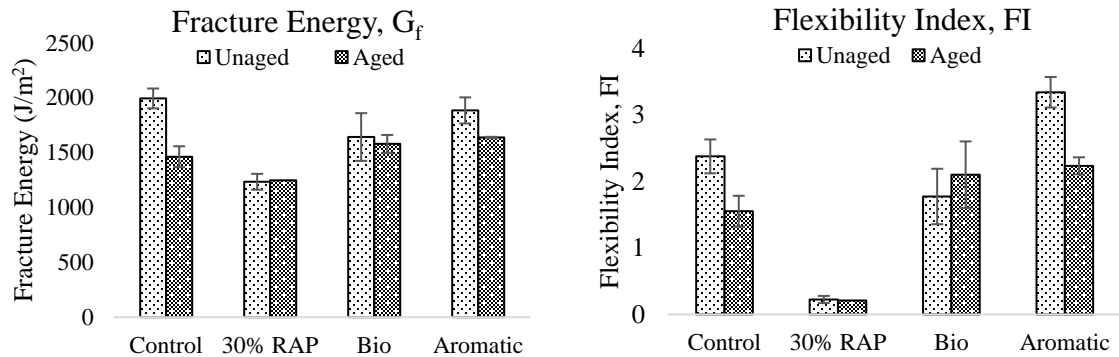 Fracture Energy, Gf
Unaged Aged
Fracture Energy (J/m²)
2500
2000
1500
1000
500
0
Control 30% RAP Bio Aromatic
Flexibility Index, FI
Unaged Aged
Flexibility Index, FI
4
3
2
1
0
Control 30% RAP Bio Aromatic